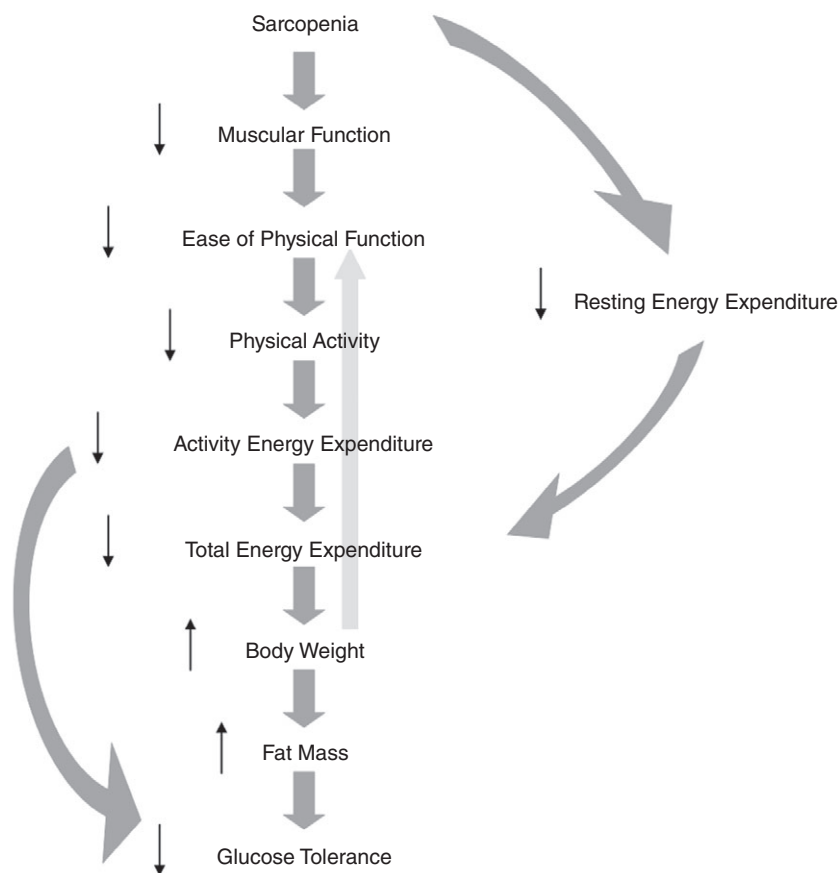 Sarcopenia
Muscular Function
Ease of Physical Function
Resting Energy Expenditure
Physical Activity
Activity Energy Expenditure
Total Energy Expenditure
Body Weight
Fat Mass
Glucose Tolerance